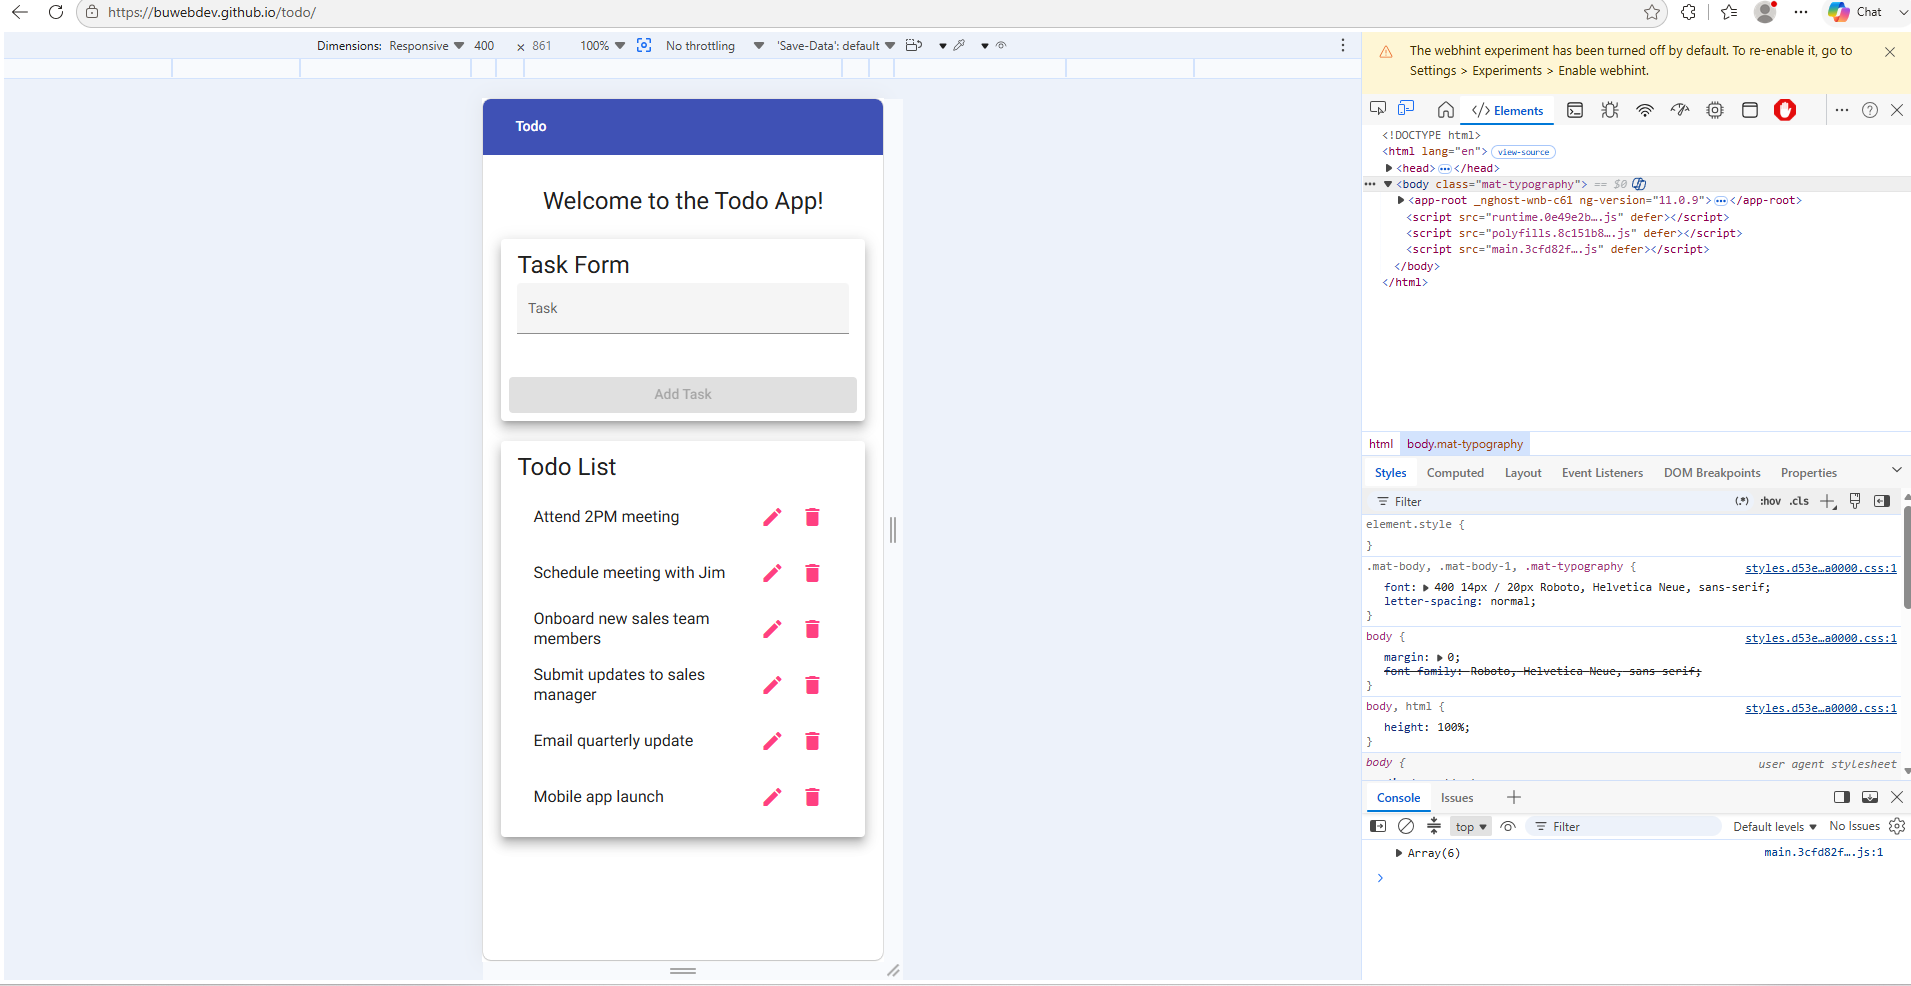 https://buwebdev.github.io/todo/
Chat
Dimensions: Responsive 400 × 861 100% No throttling 'Save-Data': default
Todo
Welcome to the Todo App!
Task Form
Task
Add Task
Todo List
Attend 2PM meeting
Schedule meeting with Jim
Onboard new sales team
members
Submit updates to sales
manager
Email quarterly update
Mobile app launch
The webhint experiment has been turned off by default. To re-enable it, go to
Settings > Experiments > Enable webhint.
Elements
<!DOCTYPE html>
<html lang="en"> view-source
<head> … </head>
<body class="mat-typography"> == $0
<app-root _nghost-wnb-c61 ng-version="11.0.9"> … </app-root>
<script src="runtime.0e49e2b….js" defer></script>
<script src="polyfills.8c151b8….js" defer></script>
<script src="main.3cfd82f….js" defer></script>
</body>
</html>
html body.mat-typography
Styles Computed Layout Event Listeners DOM Breakpoints Properties
Filter :hov .cls
element.style {
}
.mat-body, .mat-body-1, .mat-typography { styles.d53e…a0000.css:1
font: 400 14px / 20px Roboto, Helvetica Neue, sans-serif;
letter-spacing: normal;
}
body { styles.d53e…a0000.css:1
margin: 0;
font-family: Roboto, Helvetica Neue, sans-serif;
}
body, html { styles.d53e…a0000.css:1
height: 100%;
}
body { user agent stylesheet
Console Issues
top Filter Default levels No Issues
Array(6) main.3cfd82f….js:1